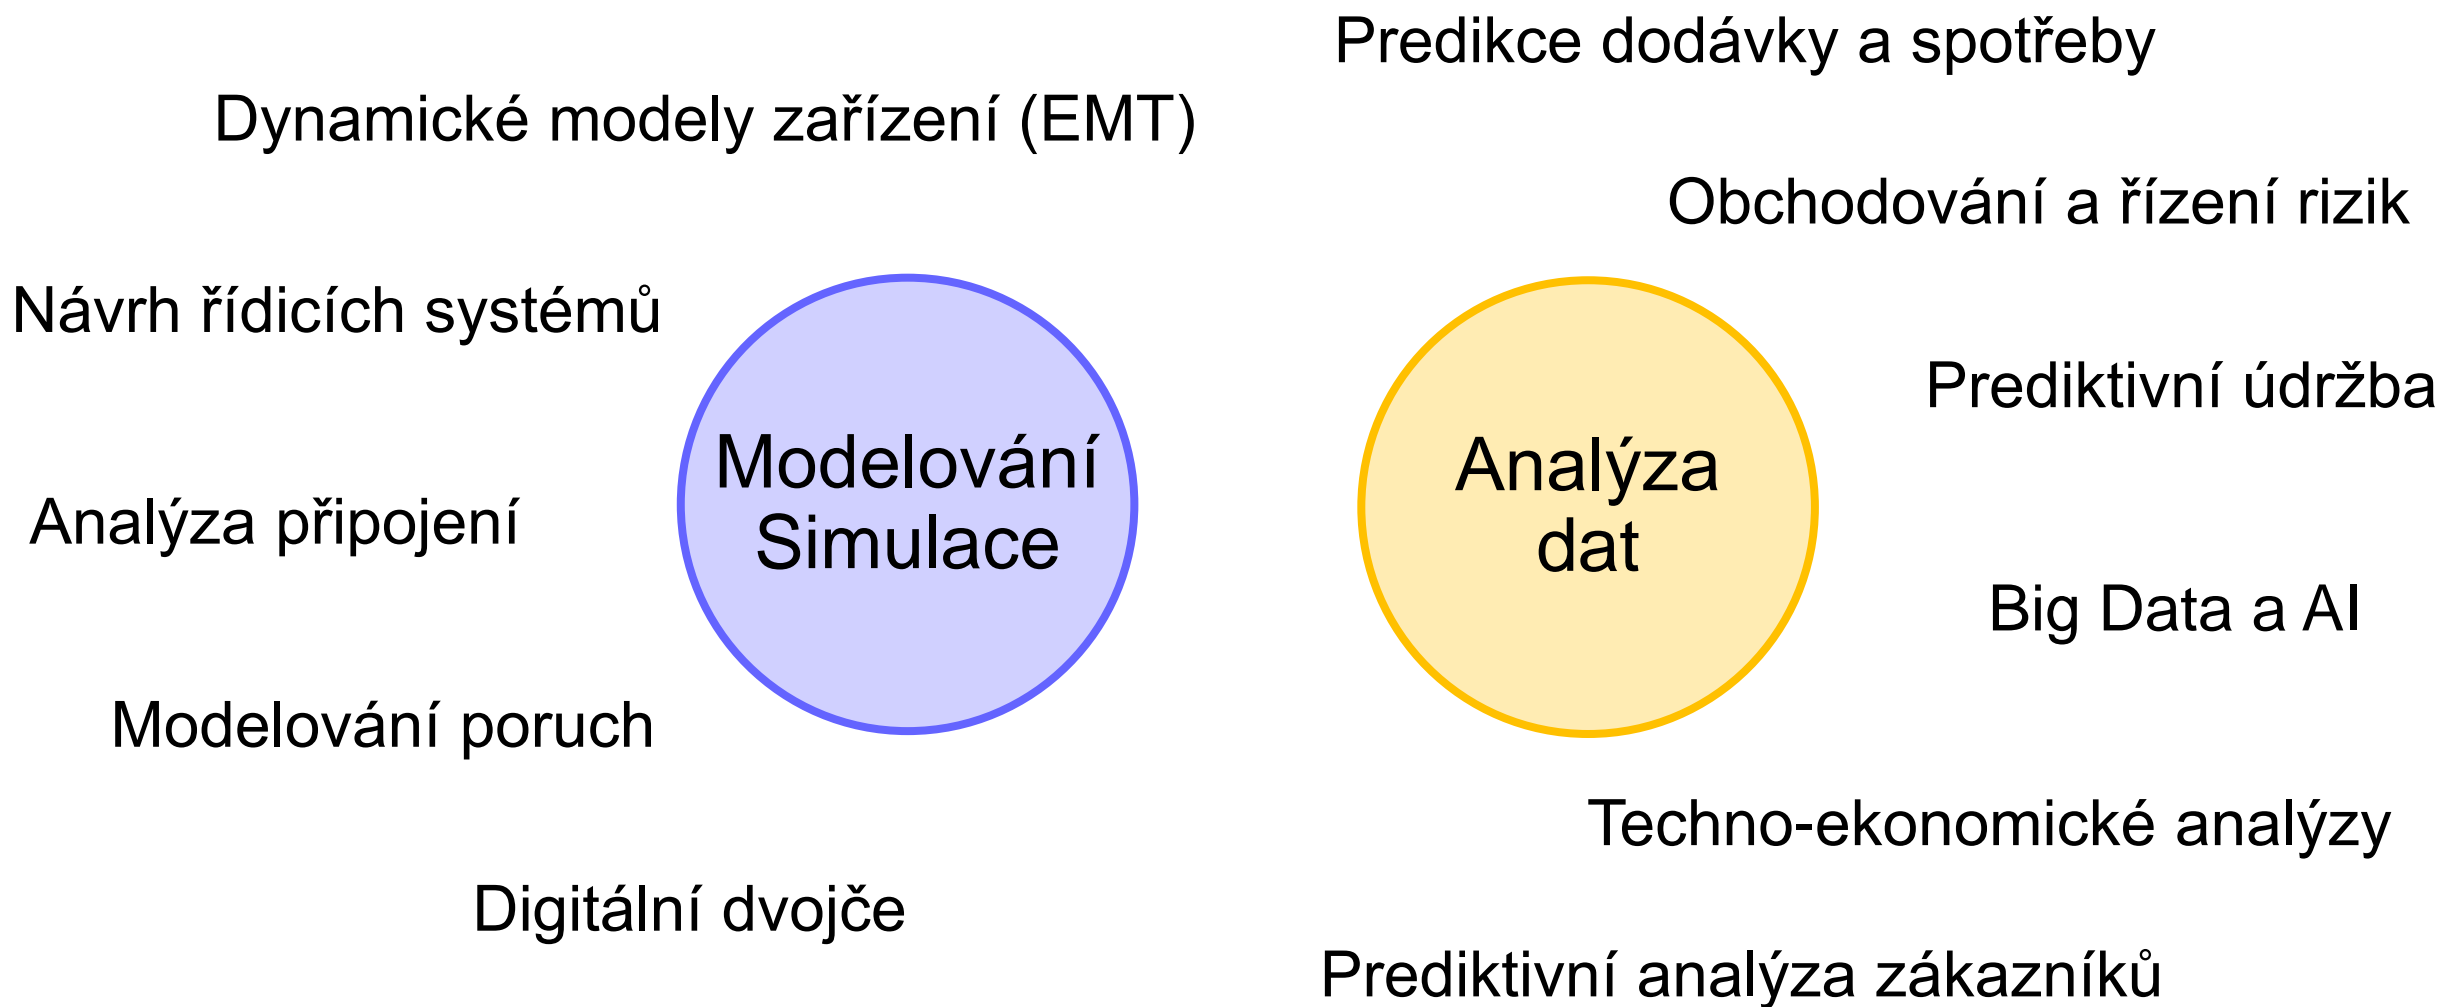 Predikce dodávky a spotřeby
Dynamické modely zařízení (EMT)
Obchodování a řízení rizik
Návrh řídicích systémů
Prediktivní údržba
Modelování
Simulace
Analýza
dat
Analýza připojení
Big Data a AI
Modelování poruch
Techno-ekonomické analýzy
Digitální dvojče
Prediktivní analýza zákazníků